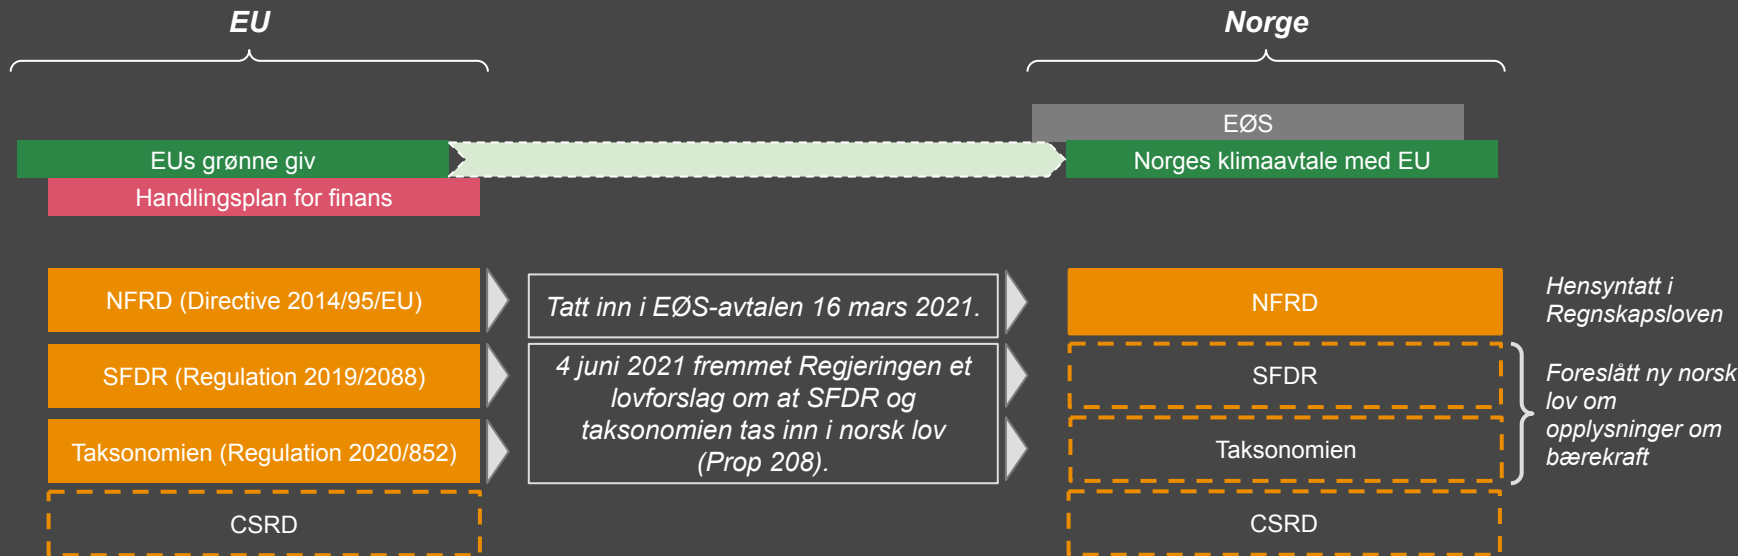 EU
Norge
EØS
EUs grønne giv
Norges klimaavtale med EU
Handlingsplan for finans
NFRD (Directive 2014/95/EU)
Tatt inn i EØS-avtalen 16 mars 2021.
NFRD
Hensyntatt i
Regnskapsloven
SFDR (Regulation 2019/2088)
4 juni 2021 fremmet Regjeringen et
lovforslag om at SFDR og
taksonomien tas inn i norsk lov
(Prop 208).
SFDR
Foreslått ny norsk
lov om
opplysninger om
bærekraft
Taksonomien (Regulation 2020/852)
Taksonomien
CSRD
CSRD